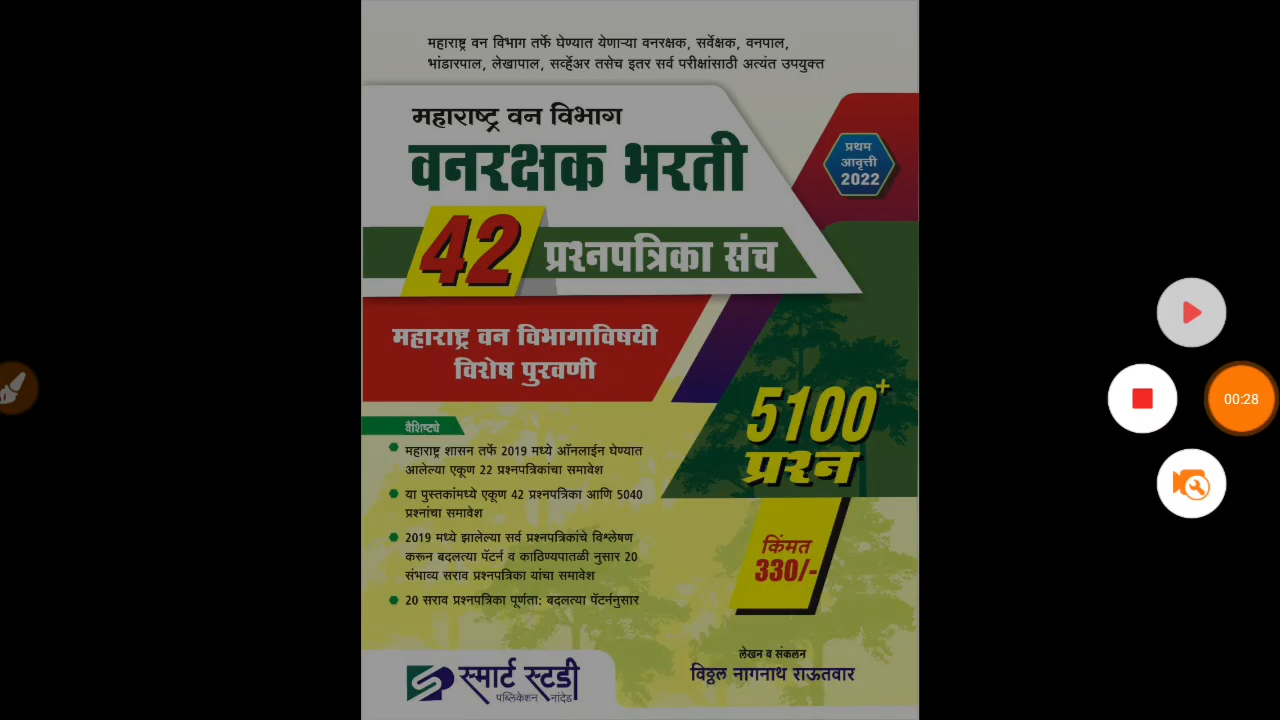 महाराष्ट्र वन विभाग तर्फे घेण्यात येणाऱ्या वनरक्षक, सर्वेक्षक, वनपाल,
भांडारपाल, लेखापाल, सर्व्हेअर तसेच इतर सर्व परीक्षांसाठी अत्यंत उपयुक्त
महाराष्ट्र वन विभाग
वनरक्षक भरती
प्रथम
आवृत्ती
2022
42 प्रश्नपत्रिका संच
महाराष्ट्र वन विभागाविषयी
विशेष पुरवणी
5100+
प्रश्न
वैशिष्ट्ये
महाराष्ट्र शासन तर्फे 2019 मध्ये ऑनलाईन घेण्यात
आलेल्या एकूण 22 प्रश्नपत्रिकांचा समावेश
या पुस्तकांमध्ये एकूण 42 प्रश्नपत्रिका आणि 5040
प्रश्नांचा समावेश
2019 मध्ये झालेल्या सर्व प्रश्नपत्रिकांचे विश्लेषण
करून बदलत्या पॅटर्न व काठिण्यपातळी नुसार 20
संभाव्य सराव प्रश्नपत्रिका यांचा समावेश
20 सराव प्रश्नपत्रिका पूर्णता: बदलत्या पॅटर्ननुसार
किंमत
330/-
लेखन व संकलन
विठ्ठल नागनाथ राऊतवार
स्मार्ट स्टडी
पब्लिकेशन नांदेड
00:28